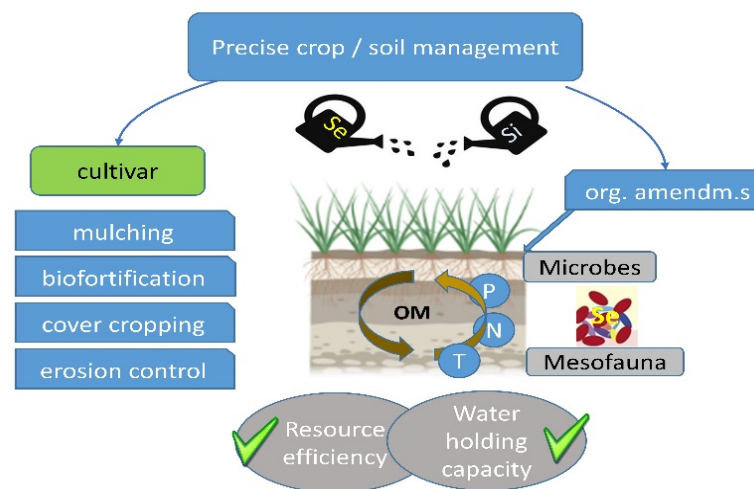 Precise crop / soil management
Se
Si
cultivar
org. amendm.s
mulching
biofortification
cover cropping
erosion control
Microbes
P
OM
N
Se
T
Mesofauna
Resource
efficiency
Water
holding
capacity